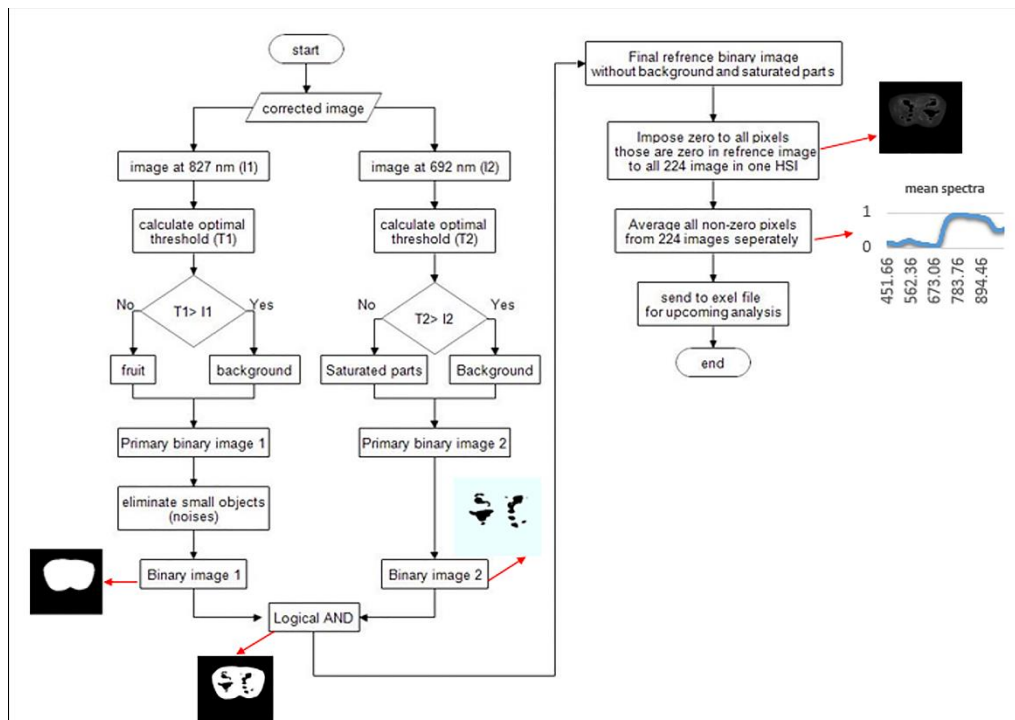 start
corrected image
image at 827 nm (I1)
calculate optimal
threshold (T1)
No
T1> I1
Yes
fruit
background
Primary binary image 1
eliminate small objects
(noises)
Binary image 1
image at 692 nm (I2)
calculate optimal
threshold (T2)
No
T2> I2
Yes
Saturated parts
Background
Primary binary image 2
Binary image 2
Logical AND
Final refrence binary image
without background and saturated parts
Impose zero to all pixels
those are zero in refrence image
to all 224 image in one HSI
Average all non-zero pixels
from 224 images seperately
send to exel file
for upcoming analysis
end
mean spectra
1
0
451.66
562.36
673.06
783.76
894.46